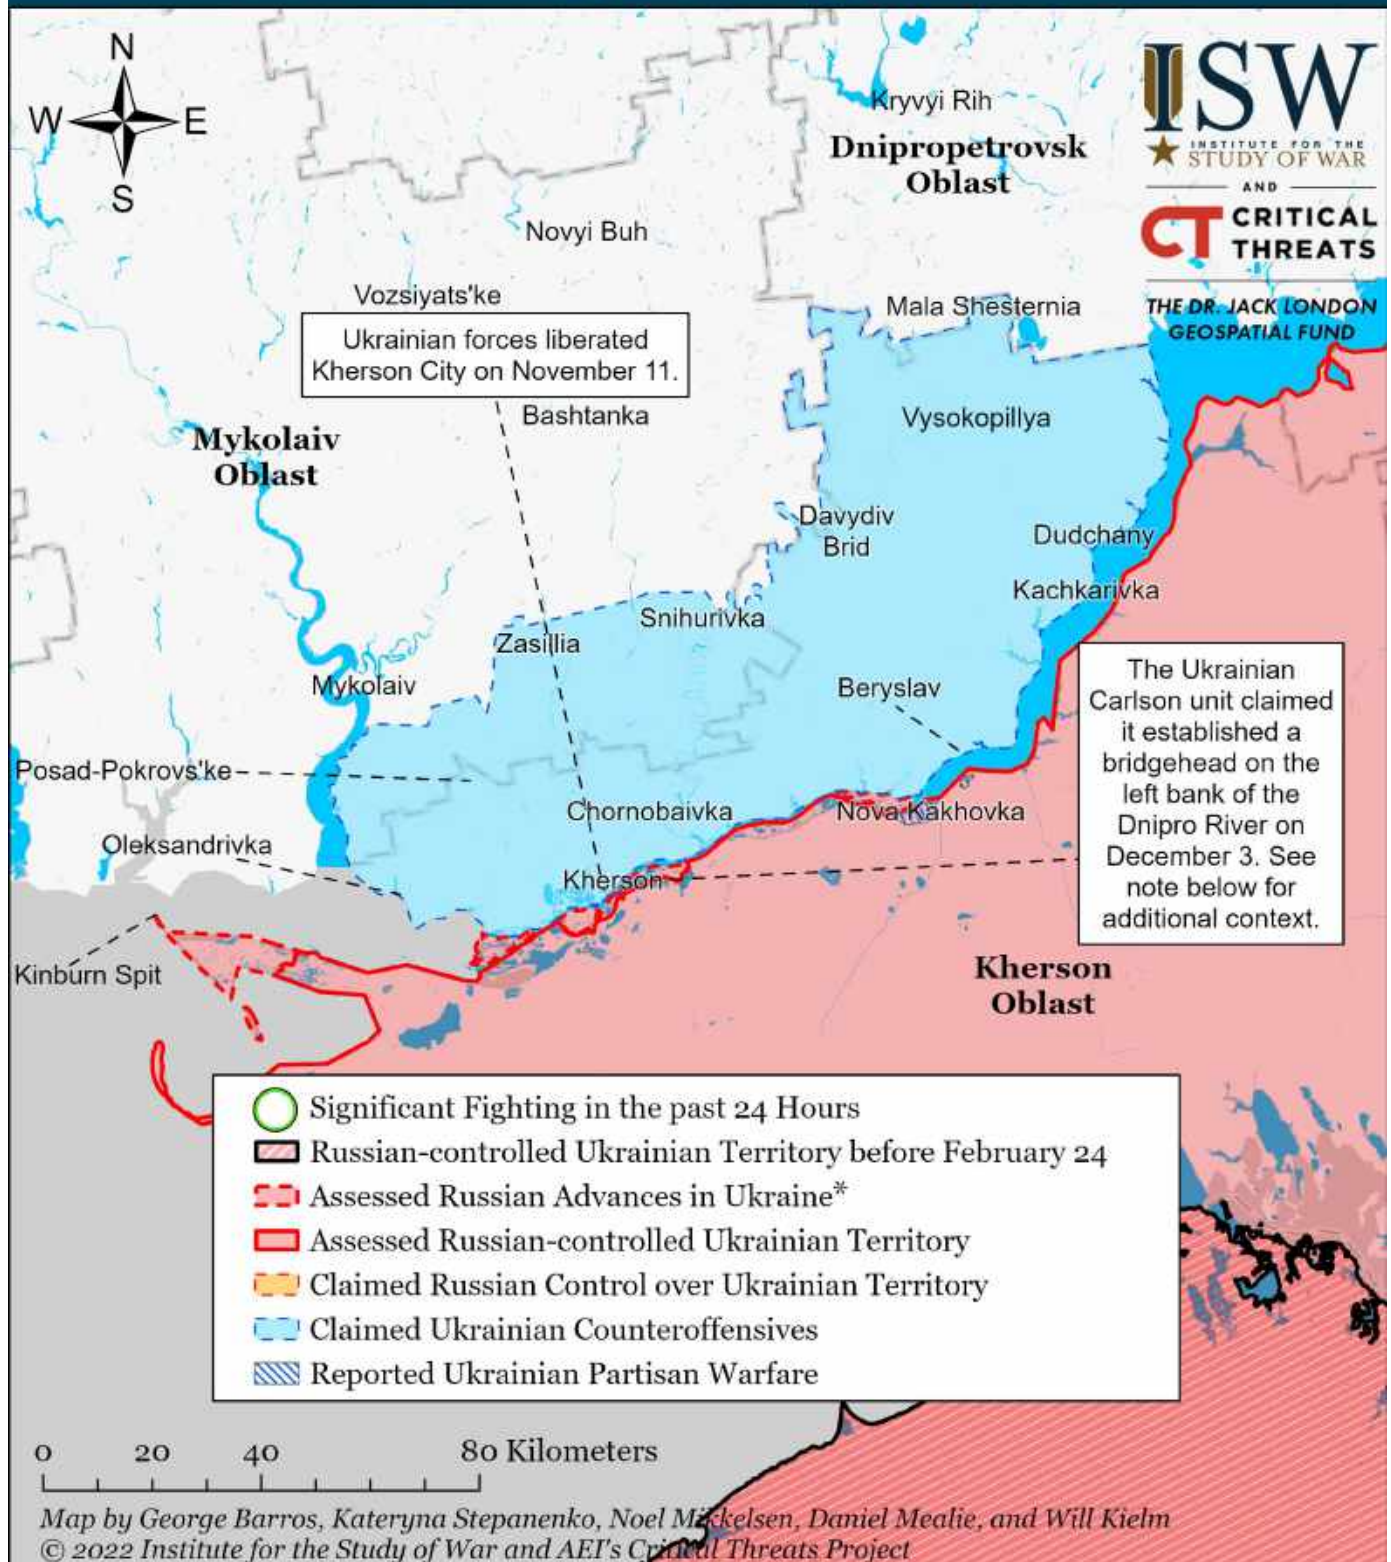 N
W E
S
ISW
INSTITUTE FOR THE
STUDY OF WAR
AND
CT CRITICAL
THREATS
THE DR. JACK LONDON
GEOSPATIAL FUND
Kryvyi Rih
Dnipropetrovsk
Oblast
Novyi Buh
Vozsiyats'ke
Mala Shesternia
Ukrainian forces liberated
Kherson City on November 11.
Bashtanka
Vysokopillya
Mykolaiv
Oblast
Davydiv
Brid
Dudchany
Kachkarivka
Snihurivka
Zasillia
Mykolaiv
Beryslav
The Ukrainian
Carlson unit claimed
it established a
bridgehead on the
left bank of the
Dnipro River on
December 3. See
note below for
additional context.
Posad-Pokrovs'ke
Chornobaivka
Nova Kakhovka
Oleksandrivka
Kherson
Kinburn Spit
Kherson
Oblast
Significant Fighting in the past 24 Hours
Russian-controlled Ukrainian Territory before February 24
Assessed Russian Advances in Ukraine*
Assessed Russian-controlled Ukrainian Territory
Claimed Russian Control over Ukrainian Territory
Claimed Ukrainian Counteroffensives
Reported Ukrainian Partisan Warfare
0 20 40 80 Kilometers
Map by George Barros, Kateryna Stepanenko, Noel Mikkelsen, Daniel Mealie, and Will Kielm
© 2022 Institute for the Study of War and AEI's Critical Threats Project